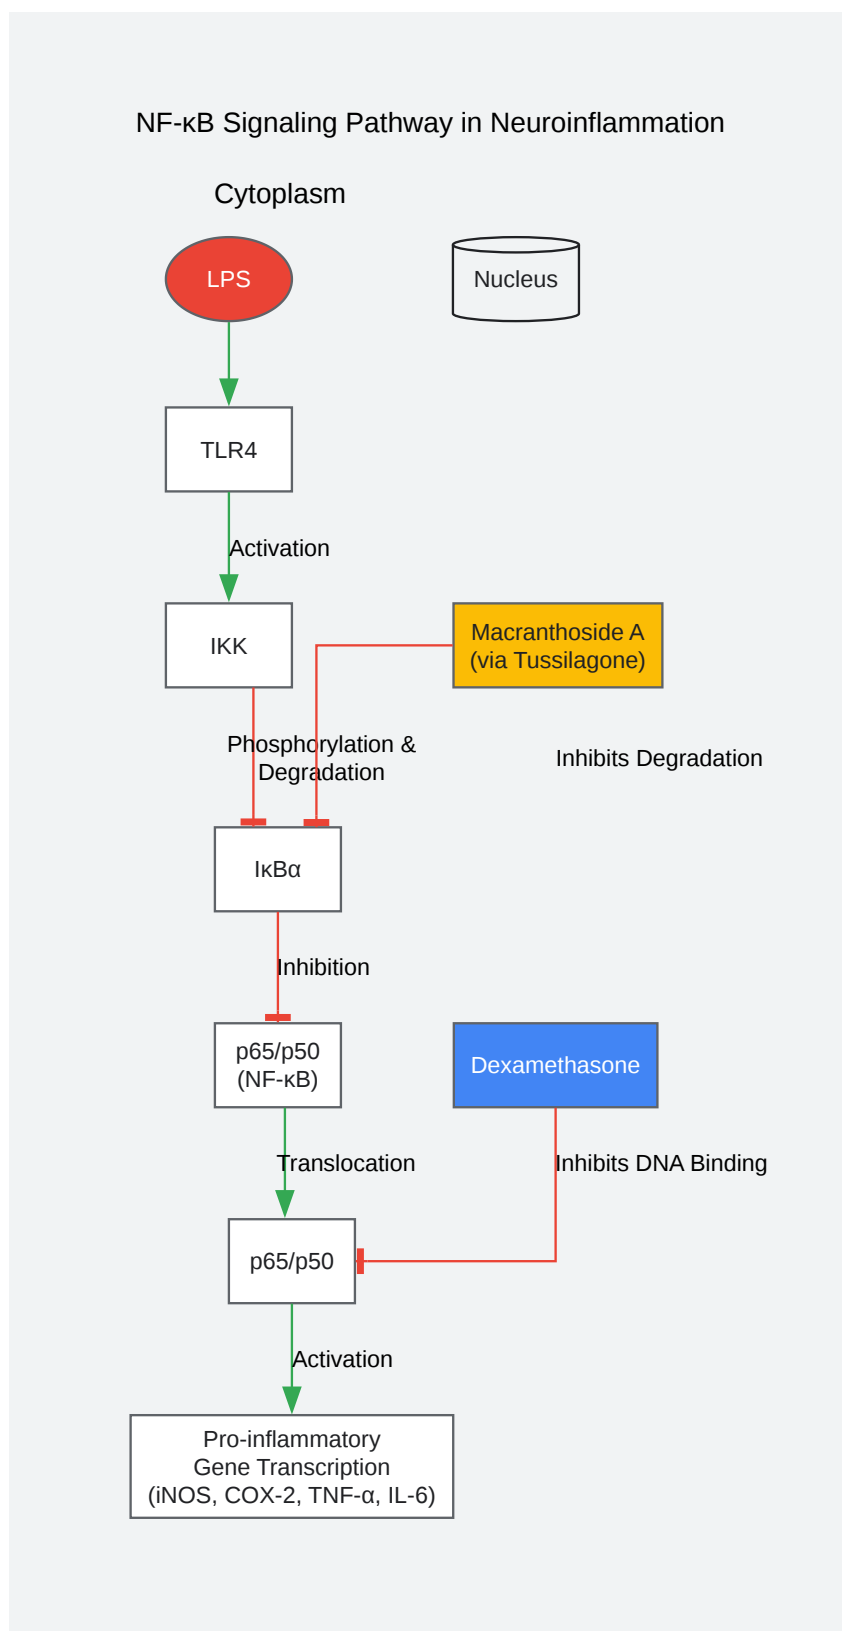 NF-κB Signaling Pathway in Neuroinflammation
Cytoplasm
LPS
Nucleus
TLR4
Activation
IKK
Macranthoside A
(via Tussilagone)
Phosphorylation &
Degradation
Inhibits Degradation
IκBα
Inhibition
p65/p50
(NF-κB)
Dexamethasone
Translocation
Inhibits DNA Binding
p65/p50
Activation
Pro-inflammatory
Gene Transcription
(iNOS, COX-2, TNF-α, IL-6)